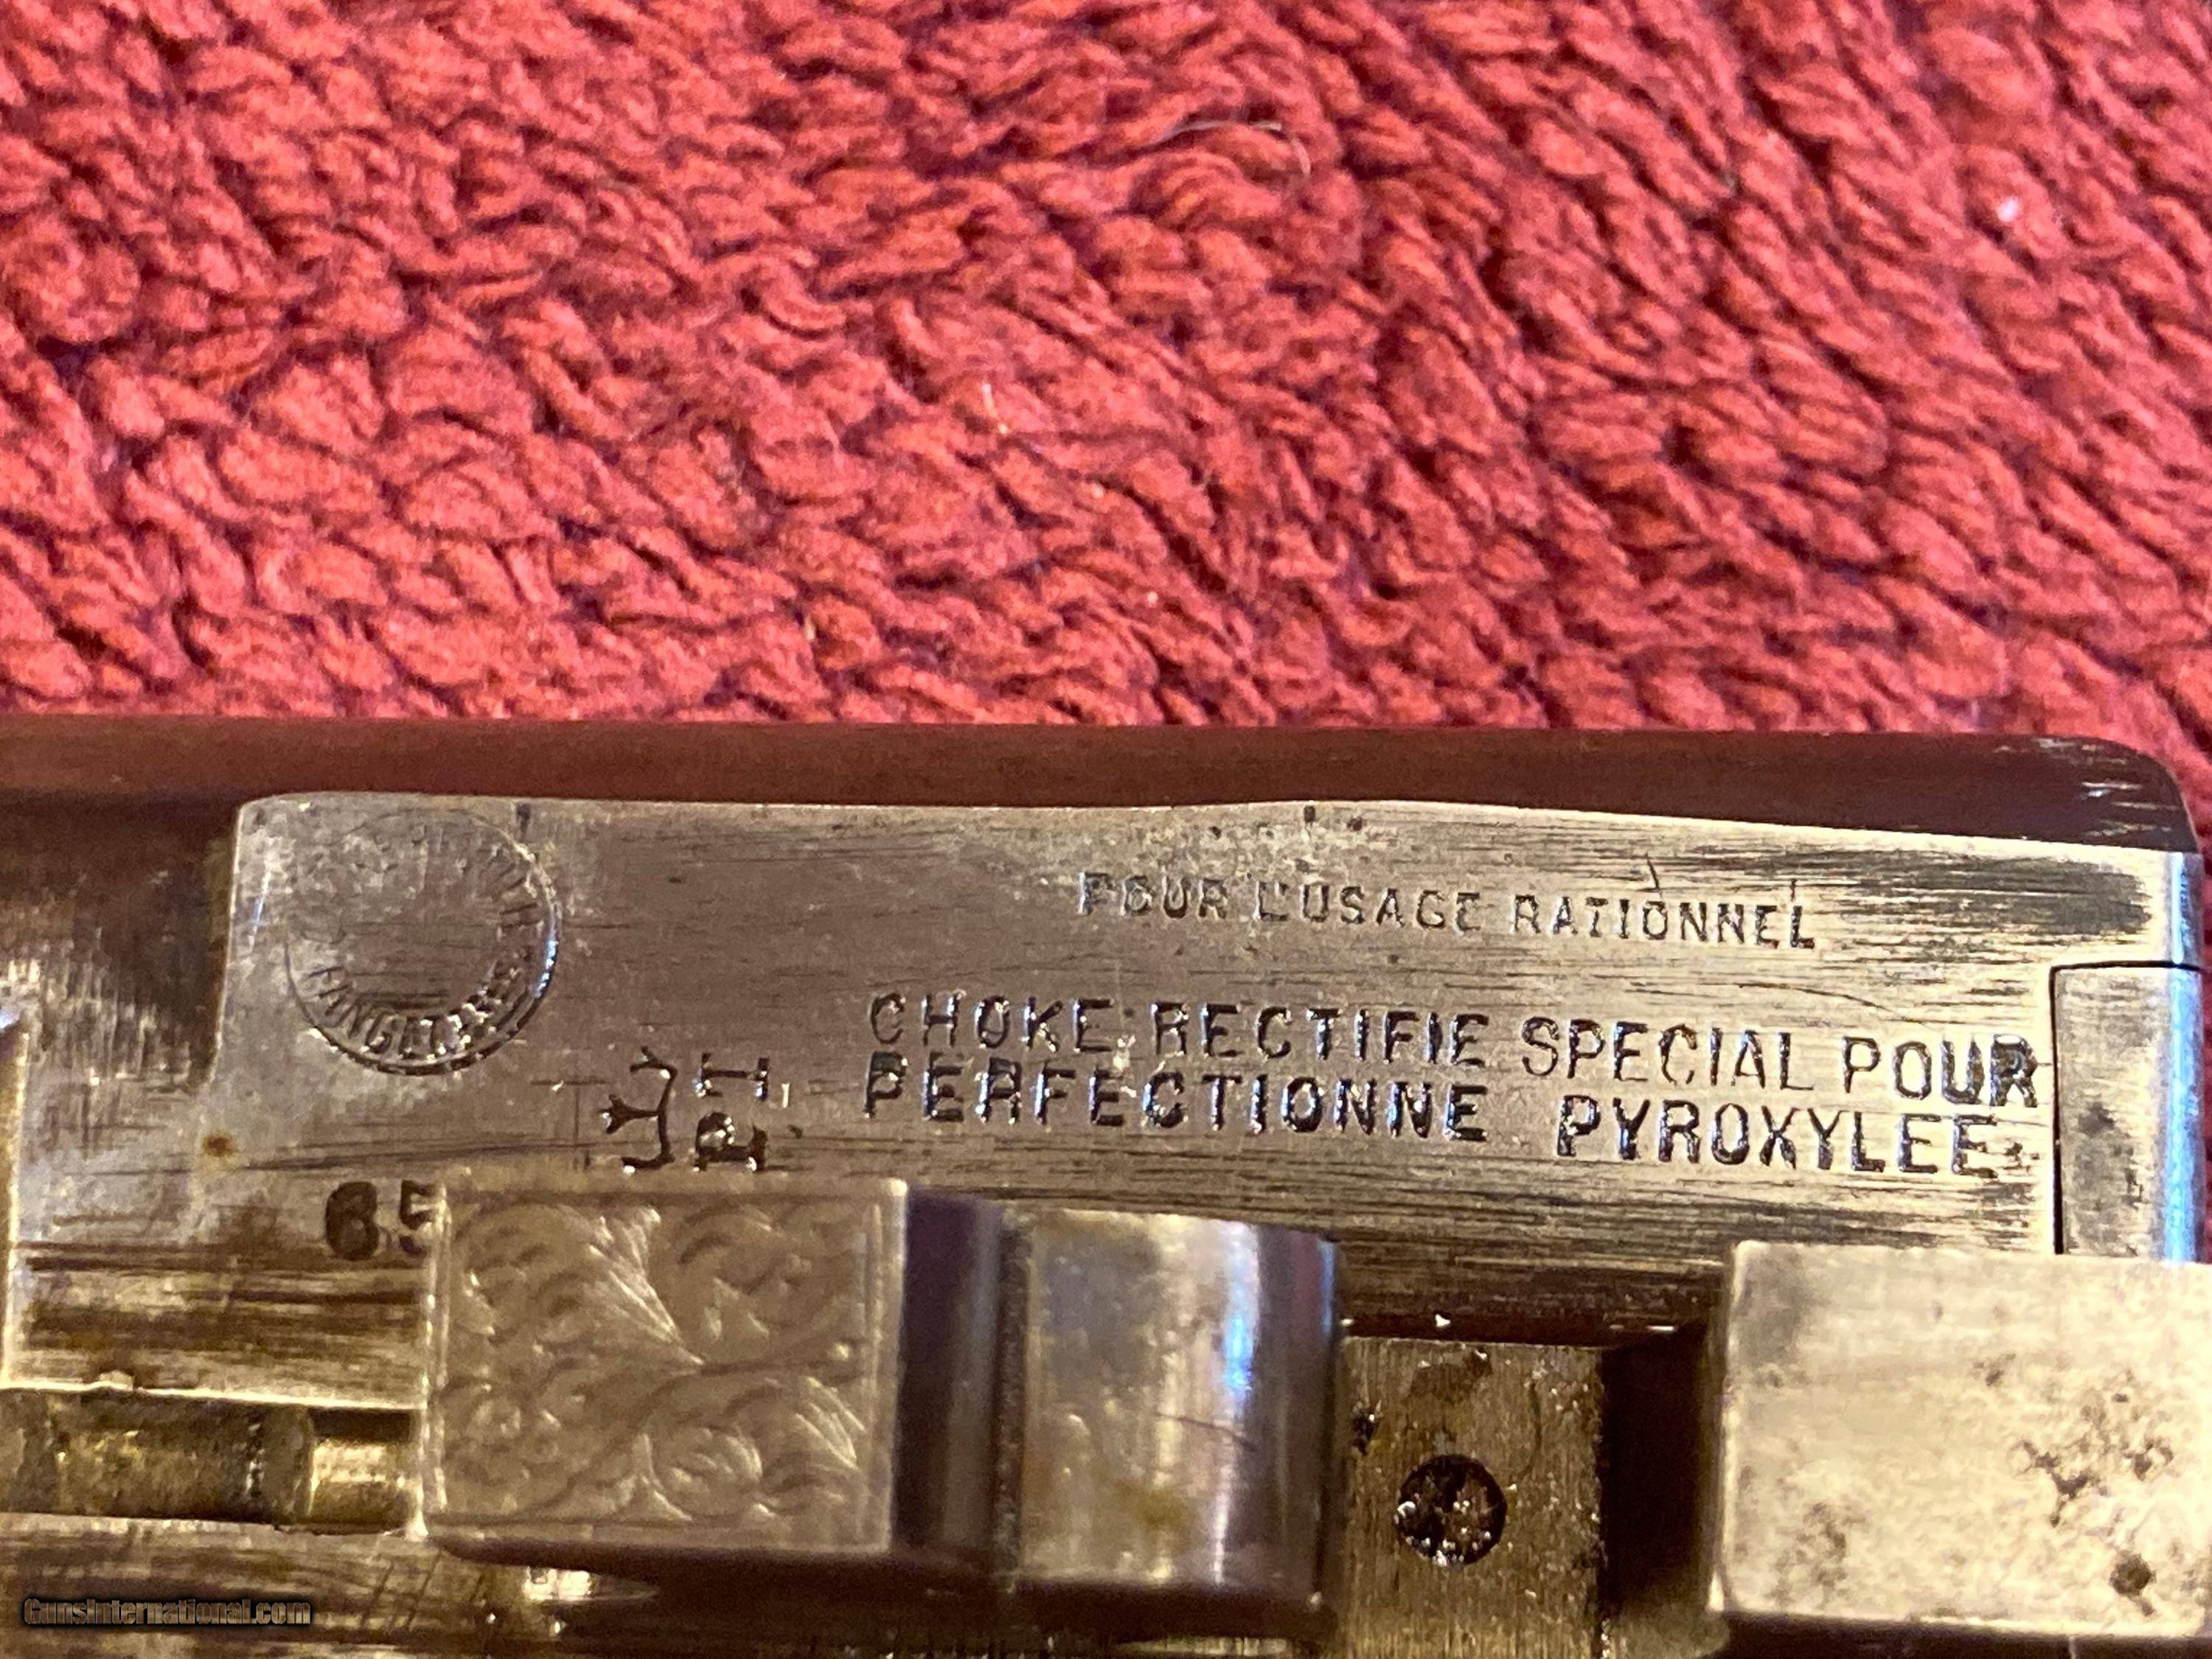 POUR L'USAGE RATIONNEL
CHOKE RECTIFIE SPECIAL POUR
PERFECTIONNE PYROXYLEE
65
GunsInternational.com